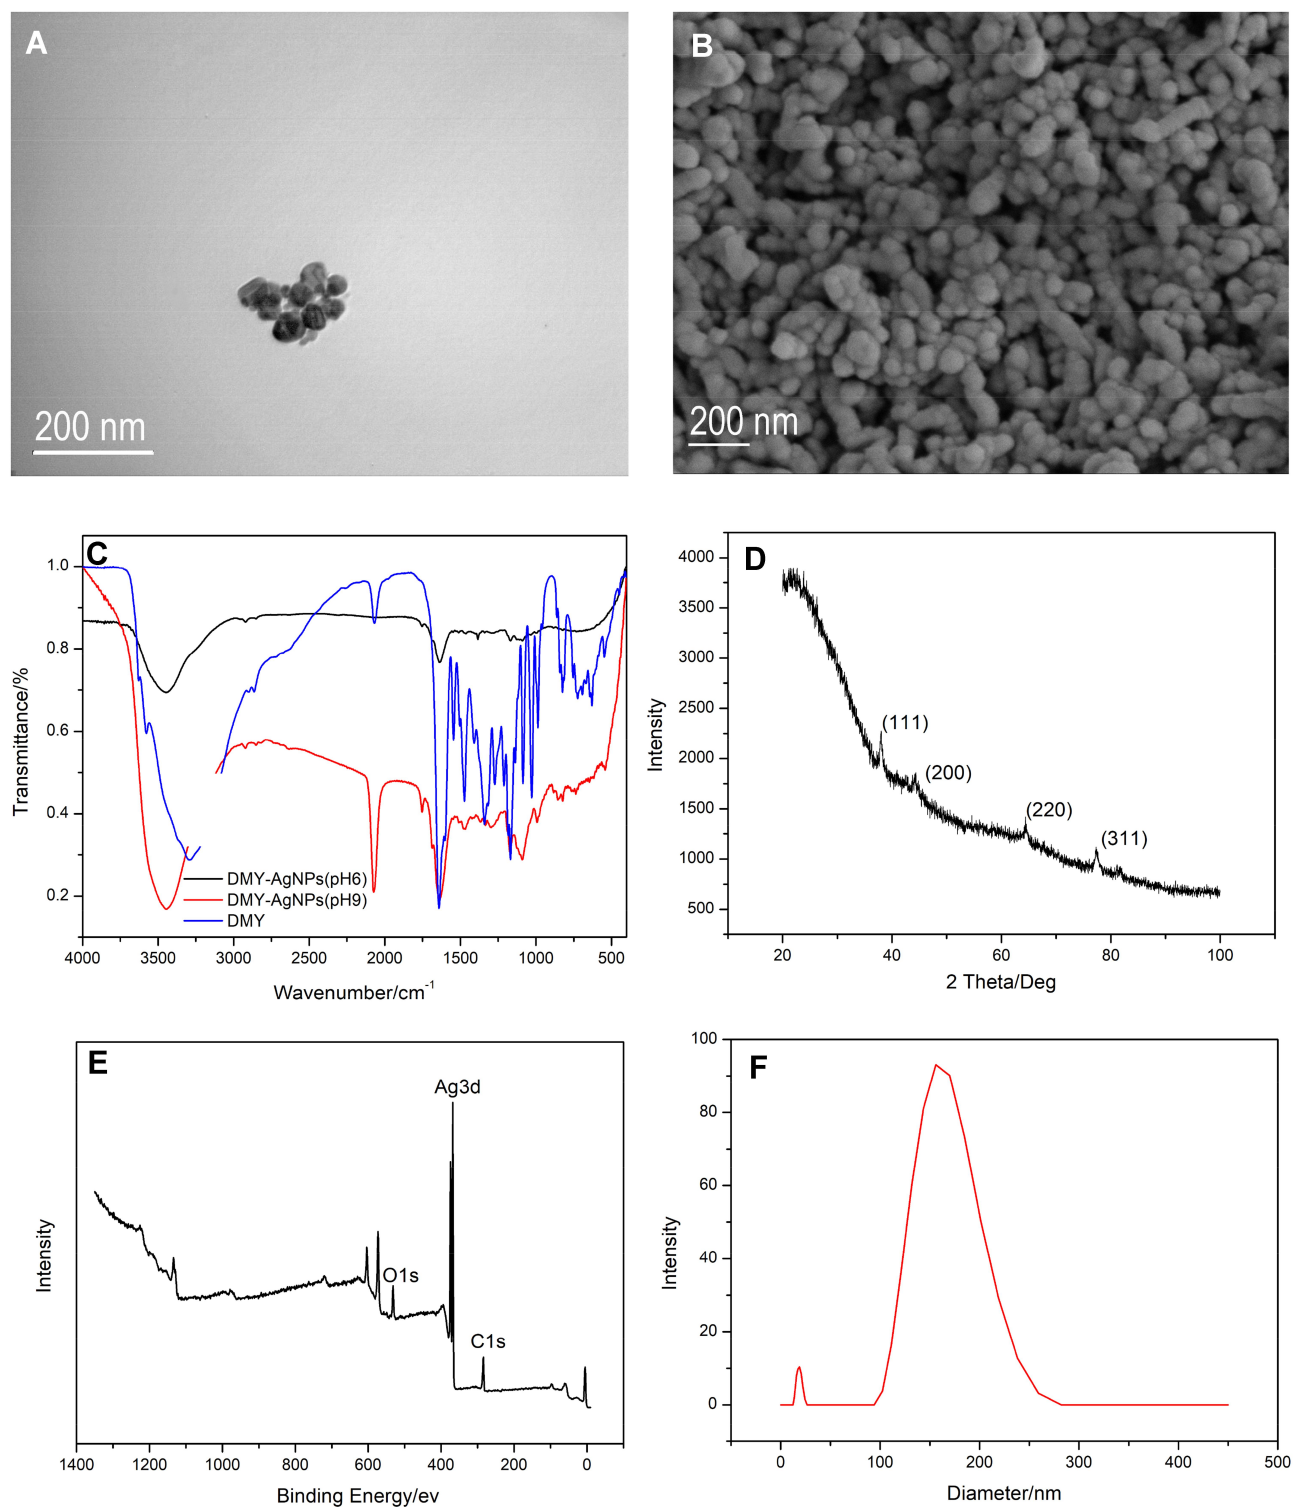 A
200 nm
B
200 nm
C
1.0
0.8
0.6
0.4
0.2
Transmittance/%
DMY-AgNPs(pH6)
DMY-AgNPs(pH9)
DMY
4000 3500 3000 2500 2000 1500 1000 500
Wavenumber/cm⁻¹
D
4000
3500
3000
2500
2000
1500
1000
500
Intensity
(111)
(200)
(220)
(311)
20 40 60 80 100
2 Theta/Deg
E
Ag3d
O1s
C1s
Intensity
1400 1200 1000 800 600 400 200 0
Binding Energy/ev
F
100
80
60
40
20
0
Intensity
0 100 200 300 400 500
Diameter/nm